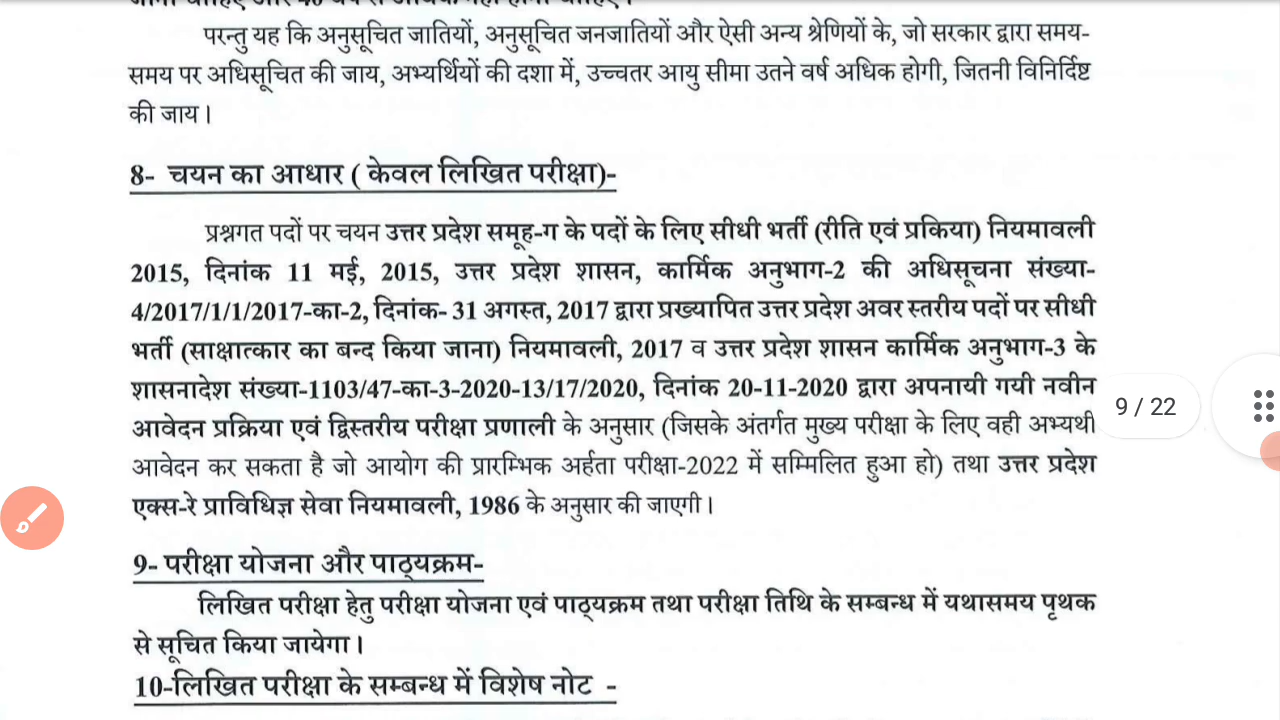 परन्तु यह कि अनुसूचित जातियों, अनुसूचित जनजातियों और ऐसी अन्य श्रेणियों के, जो सरकार द्वारा समय-
समय पर अधिसूचित की जाय, अभ्यर्थियों की दशा में, उच्चतर आयु सीमा उतने वर्ष अधिक होगी, जितनी विनिर्दिष्ट
की जाय।
8- चयन का आधार ( केवल लिखित परीक्षा)-
प्रश्नगत पदों पर चयन उत्तर प्रदेश समूह-ग के पदों के लिए सीधी भर्ती (रीति एवं प्रकिया) नियमावली
2015, दिनांक 11 मई, 2015, उत्तर प्रदेश शासन, कार्मिक अनुभाग-2 की अधिसूचना संख्या-
4/2017/1/1/2017-का-2, दिनांक- 31 अगस्त, 2017 द्वारा प्रख्यापित उत्तर प्रदेश अवर स्तरीय पदों पर सीधी
भर्ती (साक्षात्कार का बन्द किया जाना) नियमावली, 2017 व उत्तर प्रदेश शासन कार्मिक अनुभाग-3 के
शासनादेश संख्या-1103/47-का-3-2020-13/17/2020, दिनांक 20-11-2020 द्वारा अपनायी गयी नवीन
आवेदन प्रक्रिया एवं द्विस्तरीय परीक्षा प्रणाली के अनुसार (जिसके अंतर्गत मुख्य परीक्षा के लिए वही अभ्यथी
आवेदन कर सकता है जो आयोग की प्रारम्भिक अर्हता परीक्षा-2022 में सम्मिलित हुआ हो) तथा उत्तर प्रदेश
एक्स-रे प्राविधिज्ञ सेवा नियमावली, 1986 के अनुसार की जाएगी।
9 / 22
9- परीक्षा योजना और पाठ्यक्रम-
लिखित परीक्षा हेतु परीक्षा योजना एवं पाठ्यक्रम तथा परीक्षा तिथि के सम्बन्ध में यथासमय पृथक
से सूचित किया जायेगा।
10-लिखित परीक्षा के सम्बन्ध में विशेष नोट -